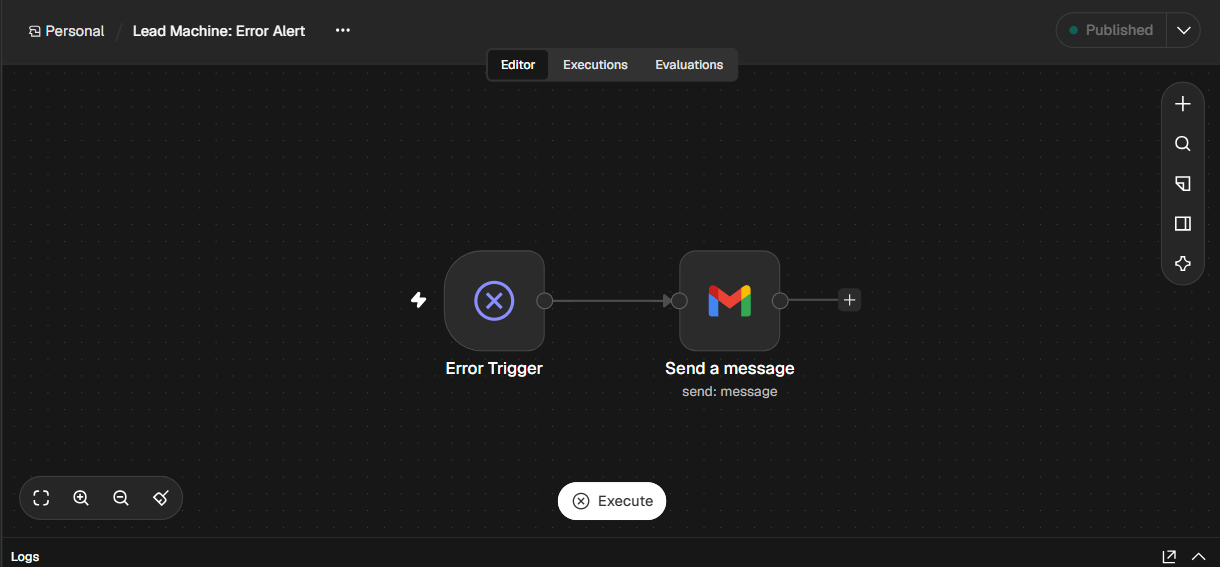 Personal / Lead Machine: Error Alert ...
Published
Editor Executions Evaluations
Error Trigger
Send a message
send: message
Execute
Logs